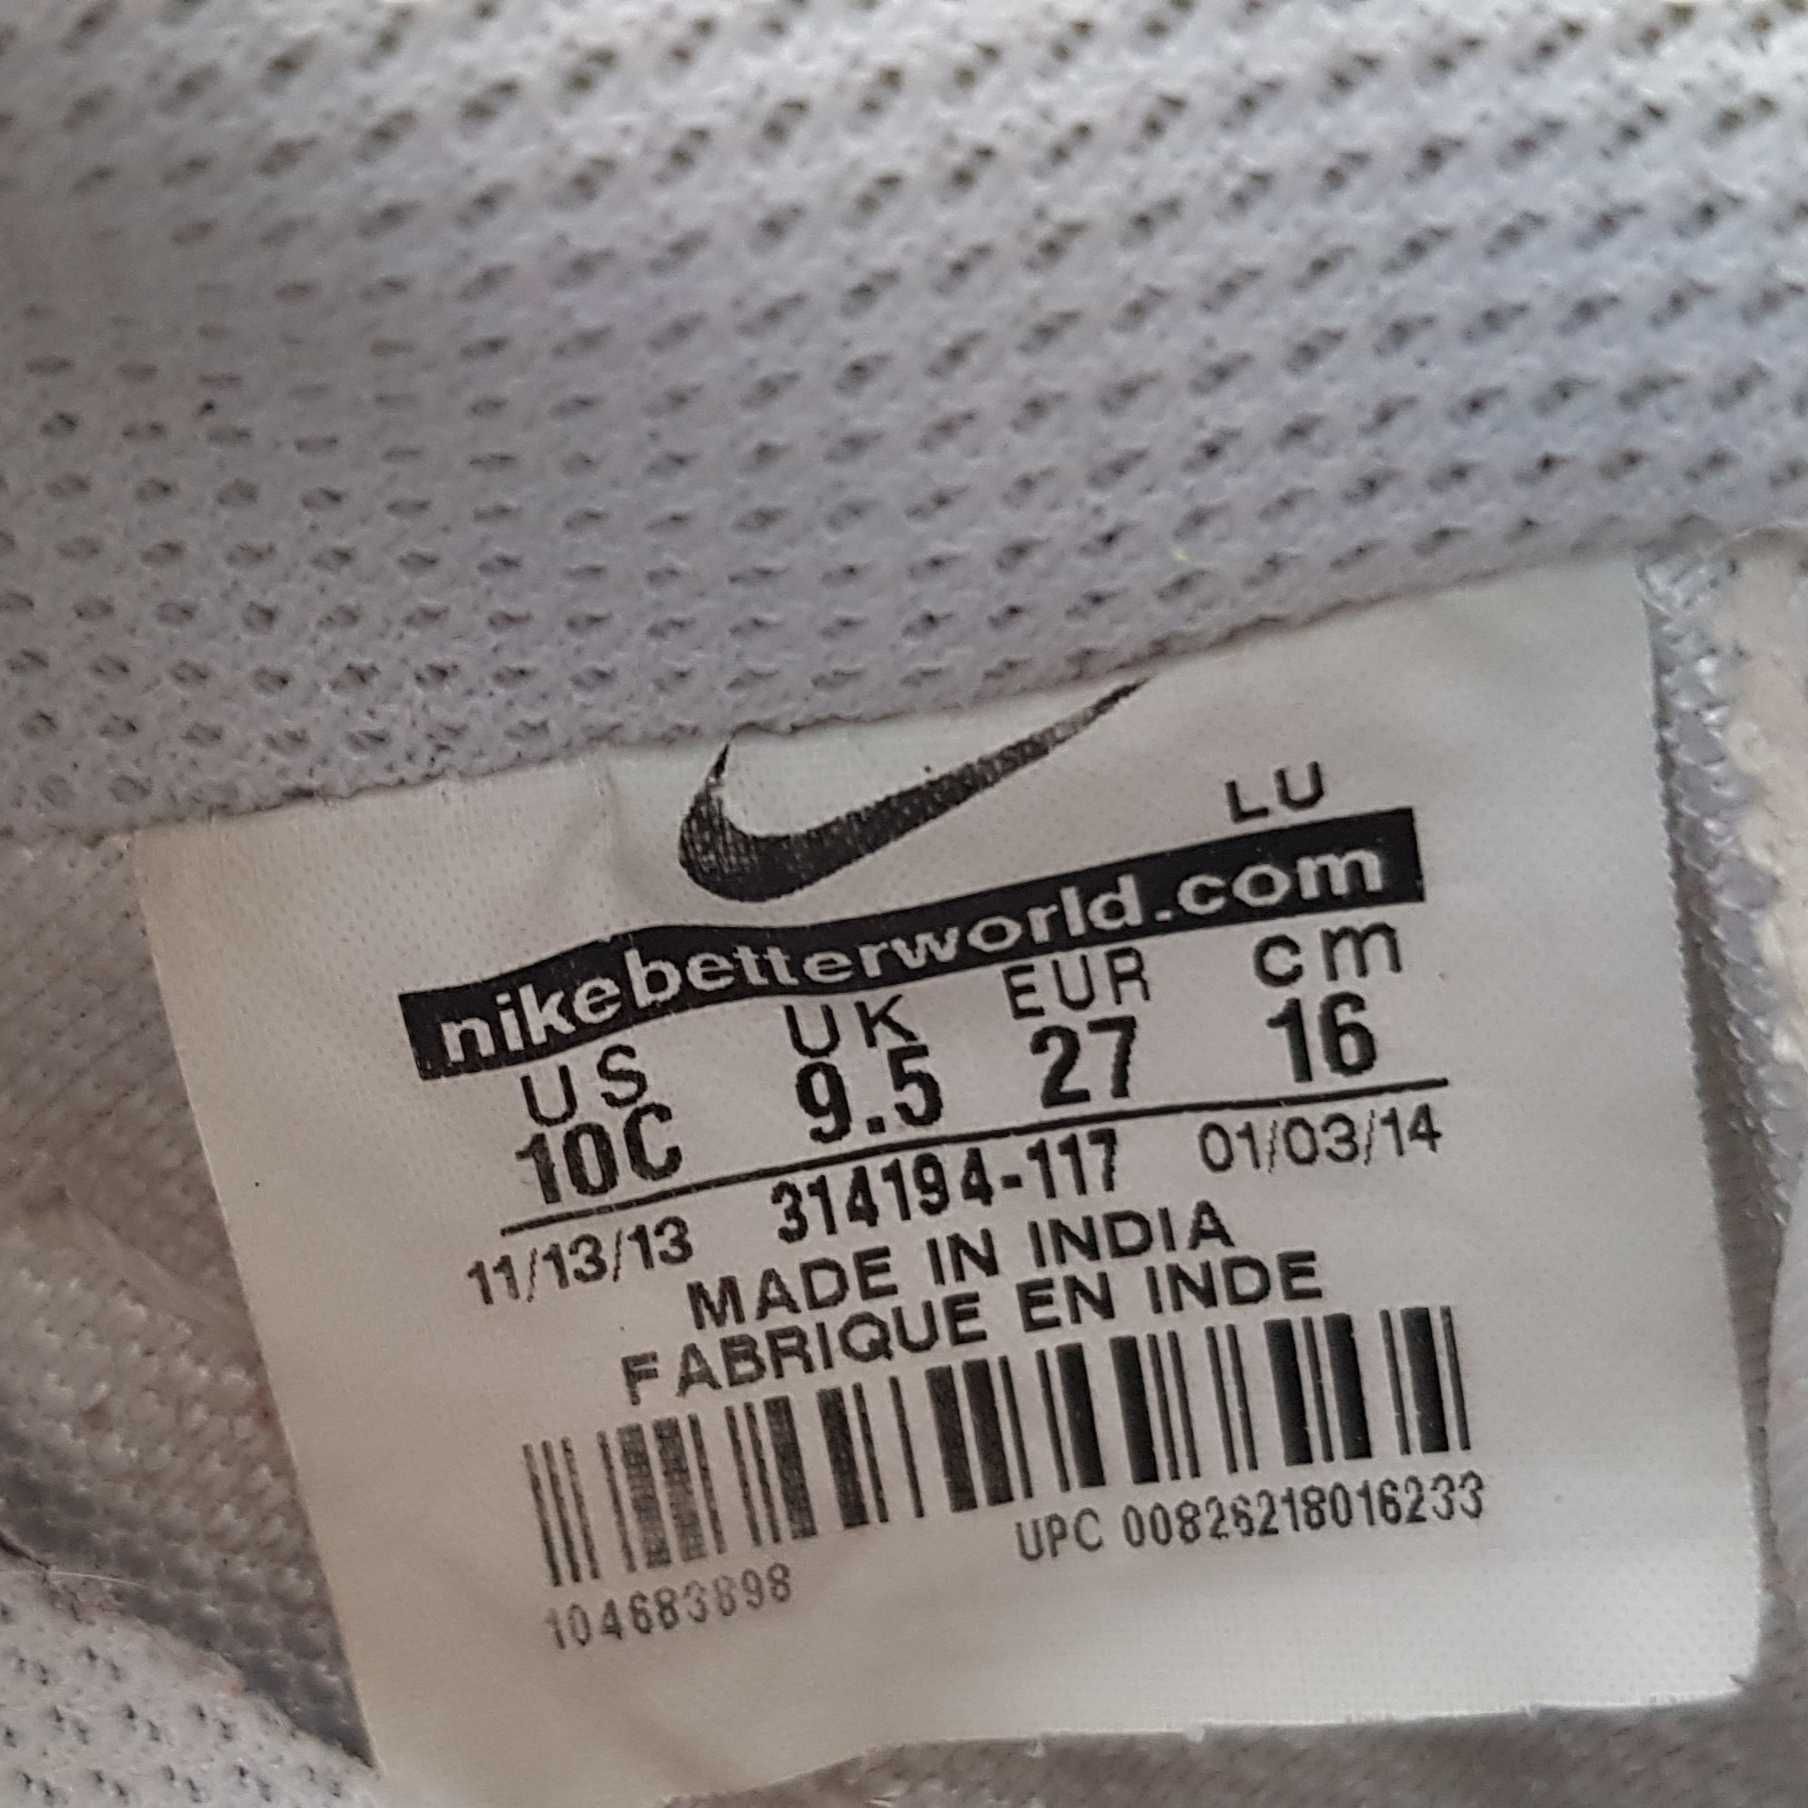 LU
nikebetterworld.com
US UK EUR cm
10C 9.5 27 16
11/13/13 314194-117 01/03/14
MADE IN INDIA
FABRIQUE EN INDE
104683898 UPC 00826218016233